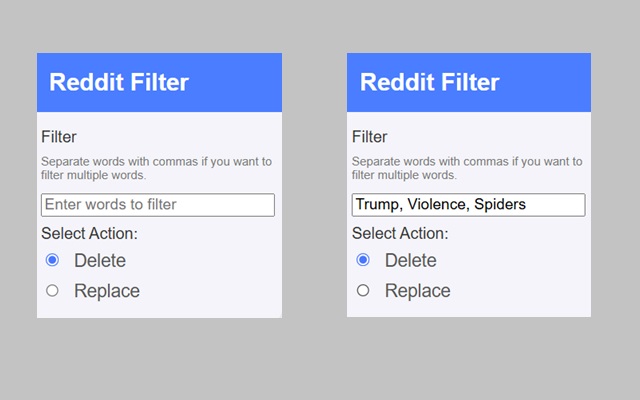 Reddit Filter
Filter
Separate words with commas if you want to
filter multiple words.
Enter words to filter
Select Action:
Delete
Replace
Reddit Filter
Filter
Separate words with commas if you want to
filter multiple words.
Trump, Violence, Spiders
Select Action:
Delete
Replace